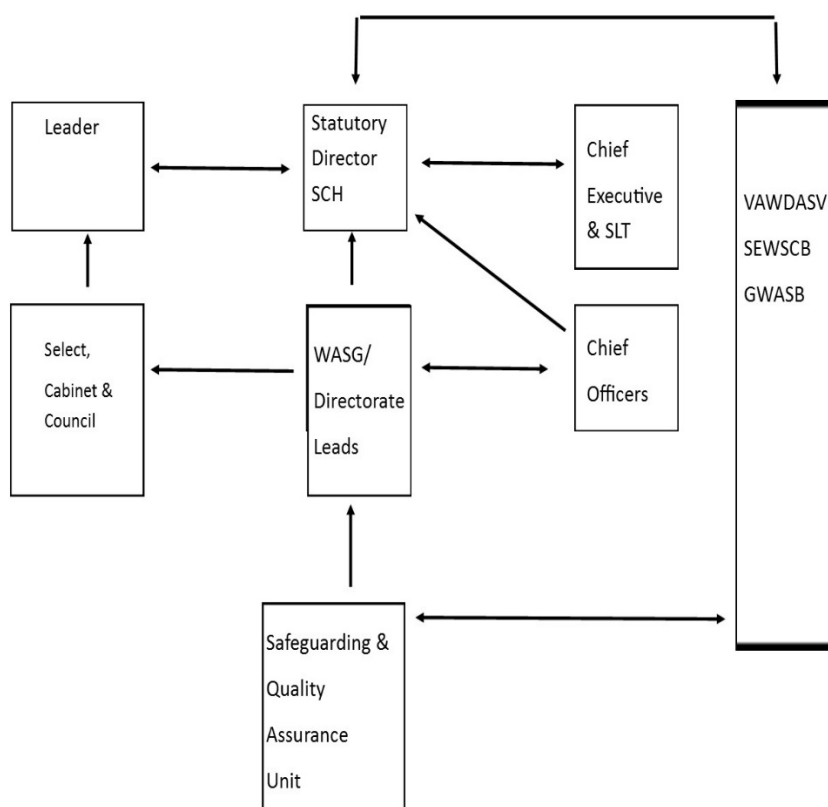 Leader
Statutory
Director
SCH
Chief
Executive
& SLT
VAWDASV
SEWSCB
GWASB
Select,
Cabinet &
Council
WASG/
Directorate
Leads
Chief
Officers
Safeguarding &
Quality
Assurance
Unit